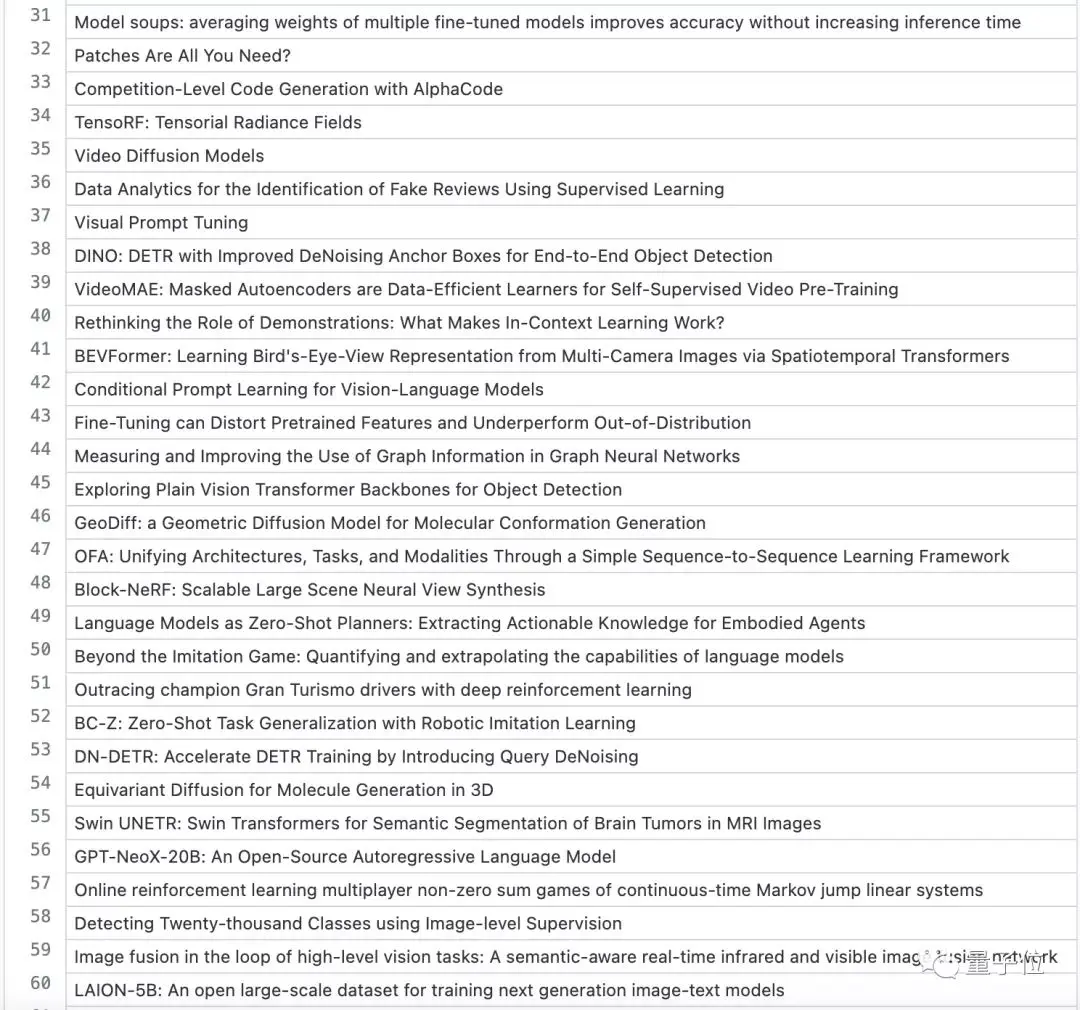 31 Model soups: averaging weights of multiple fine-tuned models improves accuracy without increasing inference time
32 Patches Are All You Need?
33 Competition-Level Code Generation with AlphaCode
34 TensoRF: Tensorial Radiance Fields
35 Video Diffusion Models
36 Data Analytics for the Identification of Fake Reviews Using Supervised Learning
37 Visual Prompt Tuning
38 DINO: DETR with Improved DeNoising Anchor Boxes for End-to-End Object Detection
39 VideoMAE: Masked Autoencoders are Data-Efficient Learners for Self-Supervised Video Pre-Training
40 Rethinking the Role of Demonstrations: What Makes In-Context Learning Work?
41 BEVFormer: Learning Bird's-Eye-View Representation from Multi-Camera Images via Spatiotemporal Transformers
42 Conditional Prompt Learning for Vision-Language Models
43 Fine-Tuning can Distort Pretrained Features and Underperform Out-of-Distribution
44 Measuring and Improving the Use of Graph Information in Graph Neural Networks
45 Exploring Plain Vision Transformer Backbones for Object Detection
46 GeoDiff: a Geometric Diffusion Model for Molecular Conformation Generation
47 OFA: Unifying Architectures, Tasks, and Modalities Through a Simple Sequence-to-Sequence Learning Framework
48 Block-NeRF: Scalable Large Scene Neural View Synthesis
49 Language Models as Zero-Shot Planners: Extracting Actionable Knowledge for Embodied Agents
50 Beyond the Imitation Game: Quantifying and extrapolating the capabilities of language models
51 Outracing champion Gran Turismo drivers with deep reinforcement learning
52 BC-Z: Zero-Shot Task Generalization with Robotic Imitation Learning
53 DN-DETR: Accelerate DETR Training by Introducing Query DeNoising
54 Equivariant Diffusion for Molecule Generation in 3D
55 Swin UNETR: Swin Transformers for Semantic Segmentation of Brain Tumors in MRI Images
56 GPT-NeoX-20B: An Open-Source Autoregressive Language Model
57 Online reinforcement learning multiplayer non-zero sum games of continuous-time Markov jump linear systems
58 Detecting Twenty-thousand Classes using Image-level Supervision
59 Image fusion in the loop of high-level vision tasks: A semantic-aware real-time infrared and visible image fusion network
量子位
60 LAION-5B: An open large-scale dataset for training next generation image-text models